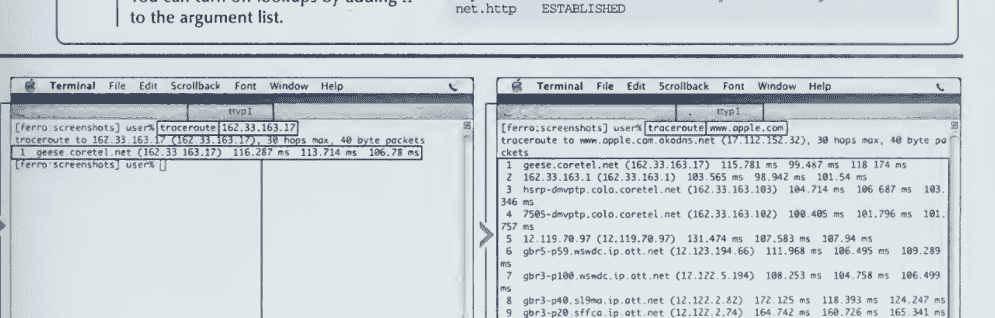 to the argument list.
net.http ESTABLISHED
Terminal File Edit Scrollback Font Window Help
ttyp1
[ferro:screenshots] user% traceroute 162.33.163.17
traceroute to 162.33.163.17 (162.33.163.17), 30 hops max, 40 byte packets
1 geese.coretel.net (162.33.163.17) 116.287 ms 113.714 ms 106.78 ms
[ferro:screenshots] user%
Terminal File Edit Scrollback Font Window Help
ttyp1
[ferro:screenshots] user% traceroute www.apple.com
traceroute to www.apple.com.akadns.net (17.112.152.32), 30 hops max, 40 byte pa
ckets
1 geese.coretel.net (162.33.163.17) 115.781 ms 99.487 ms 118.174 ms
2 162.33.163.1 (162.33.163.1) 103.565 ms 98.942 ms 101.54 ms
3 hsrp-dmvptp.colo.coretel.net (162.33.163.103) 104.714 ms 106.687 ms 103.
346 ms
4 7505-dmvptp.colo.coretel.net (162.33.163.102) 100.405 ms 101.796 ms 101.
757 ms
5 12.119.70.97 (12.119.70.97) 131.474 ms 107.583 ms 107.94 ms
6 gbr5-p59.wswdc.ip.att.net (12.123.194.66) 111.968 ms 106.495 ms 109.289
ms
7 gbr3-p100.wswdc.ip.att.net (12.122.5.194) 108.253 ms 104.758 ms 106.499
ms
8 gbr3-p40.sl9mo.ip.att.net (12.122.2.82) 172.125 ms 118.393 ms 124.247 ms
9 gbr3-p20.sffca.ip.att.net (12.122.2.74) 164.742 ms 160.726 ms 165.341 ms